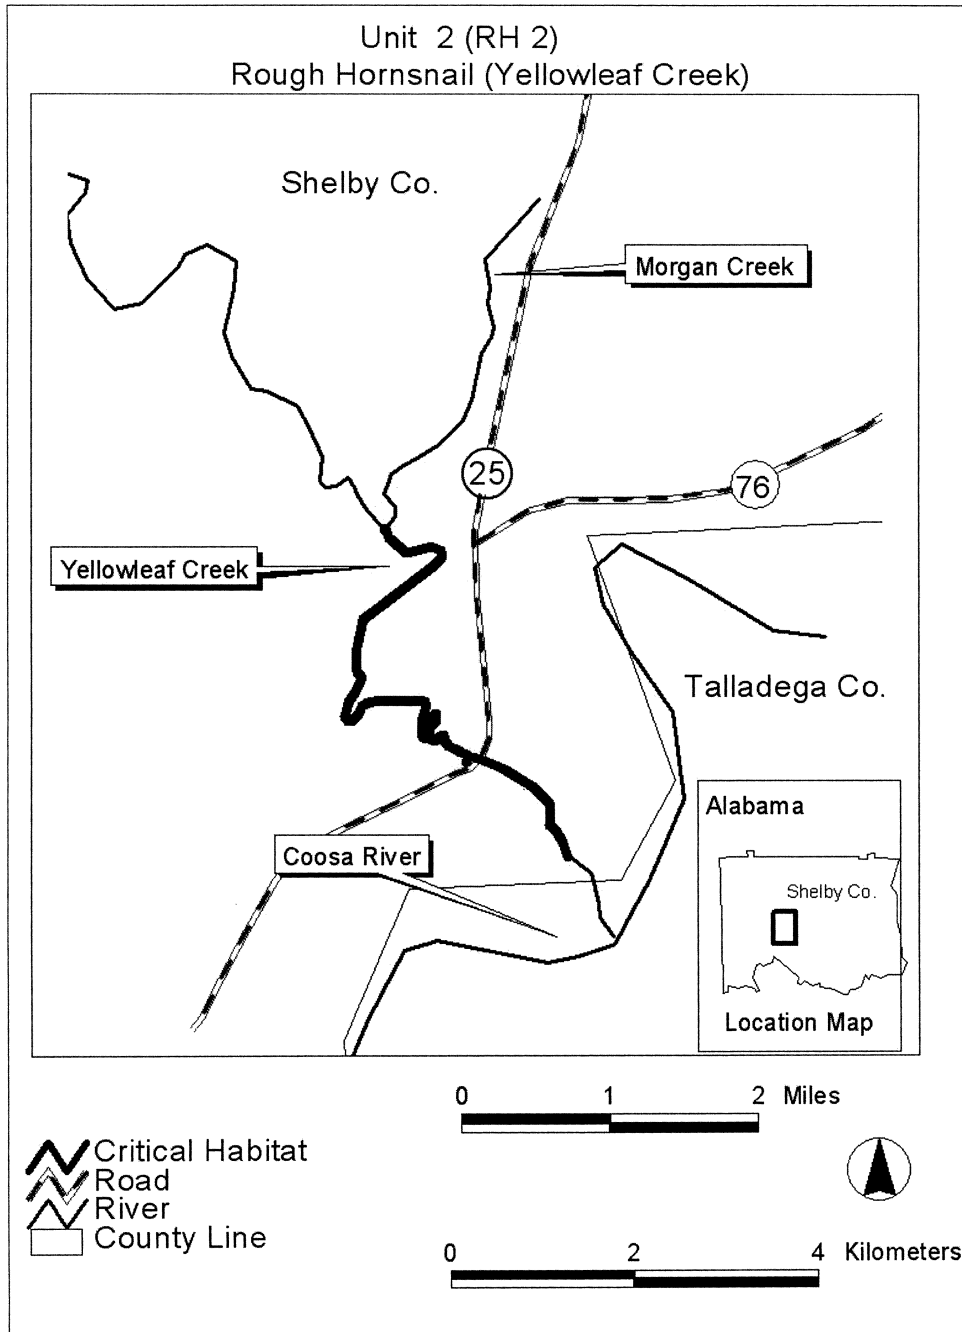 Unit 2 (RH 2)
Rough Hornsnail (Yellowleaf Creek)
Shelby Co.
Morgan Creek
25
76
Yellowleaf Creek
Talladega Co.
Alabama
Coosa River
Shelby Co.
Location Map
0 1 2 Miles
Critical Habitat
Road
River
County Line
0 2 4 Kilometers